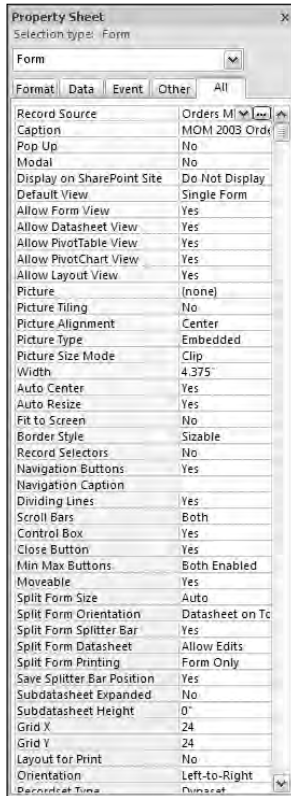 Property Sheet x
Selection type: Form
Form
Format Data Event Other All
Record Source Orders M
Caption MOM 2003 Orde
Pop Up No
Modal No
Display on SharePoint Site Do Not Display
Default View Single Form
Allow Form View Yes
Allow Datasheet View Yes
Allow PivotTable View Yes
Allow PivotChart View Yes
Allow Layout View Yes
Picture (none)
Picture Tiling No
Picture Alignment Center
Picture Type Embedded
Picture Size Mode Clip
Width 4.375"
Auto Center Yes
Auto Resize Yes
Fit to Screen No
Border Style Sizable
Record Selectors No
Navigation Buttons Yes
Navigation Caption
Dividing Lines Yes
Scroll Bars Both
Control Box Yes
Close Button Yes
Min Max Buttons Both Enabled
Moveable Yes
Split Form Size Auto
Split Form Orientation Datasheet on To
Split Form Splitter Bar Yes
Split Form Datasheet Allow Edits
Split Form Printing Form Only
Save Splitter Bar Position Yes
Subdatasheet Expanded No
Subdatasheet Height 0"
Grid X 24
Grid Y 24
Layout for Print No
Orientation Left-to-Right
Recordset Type Dynaset